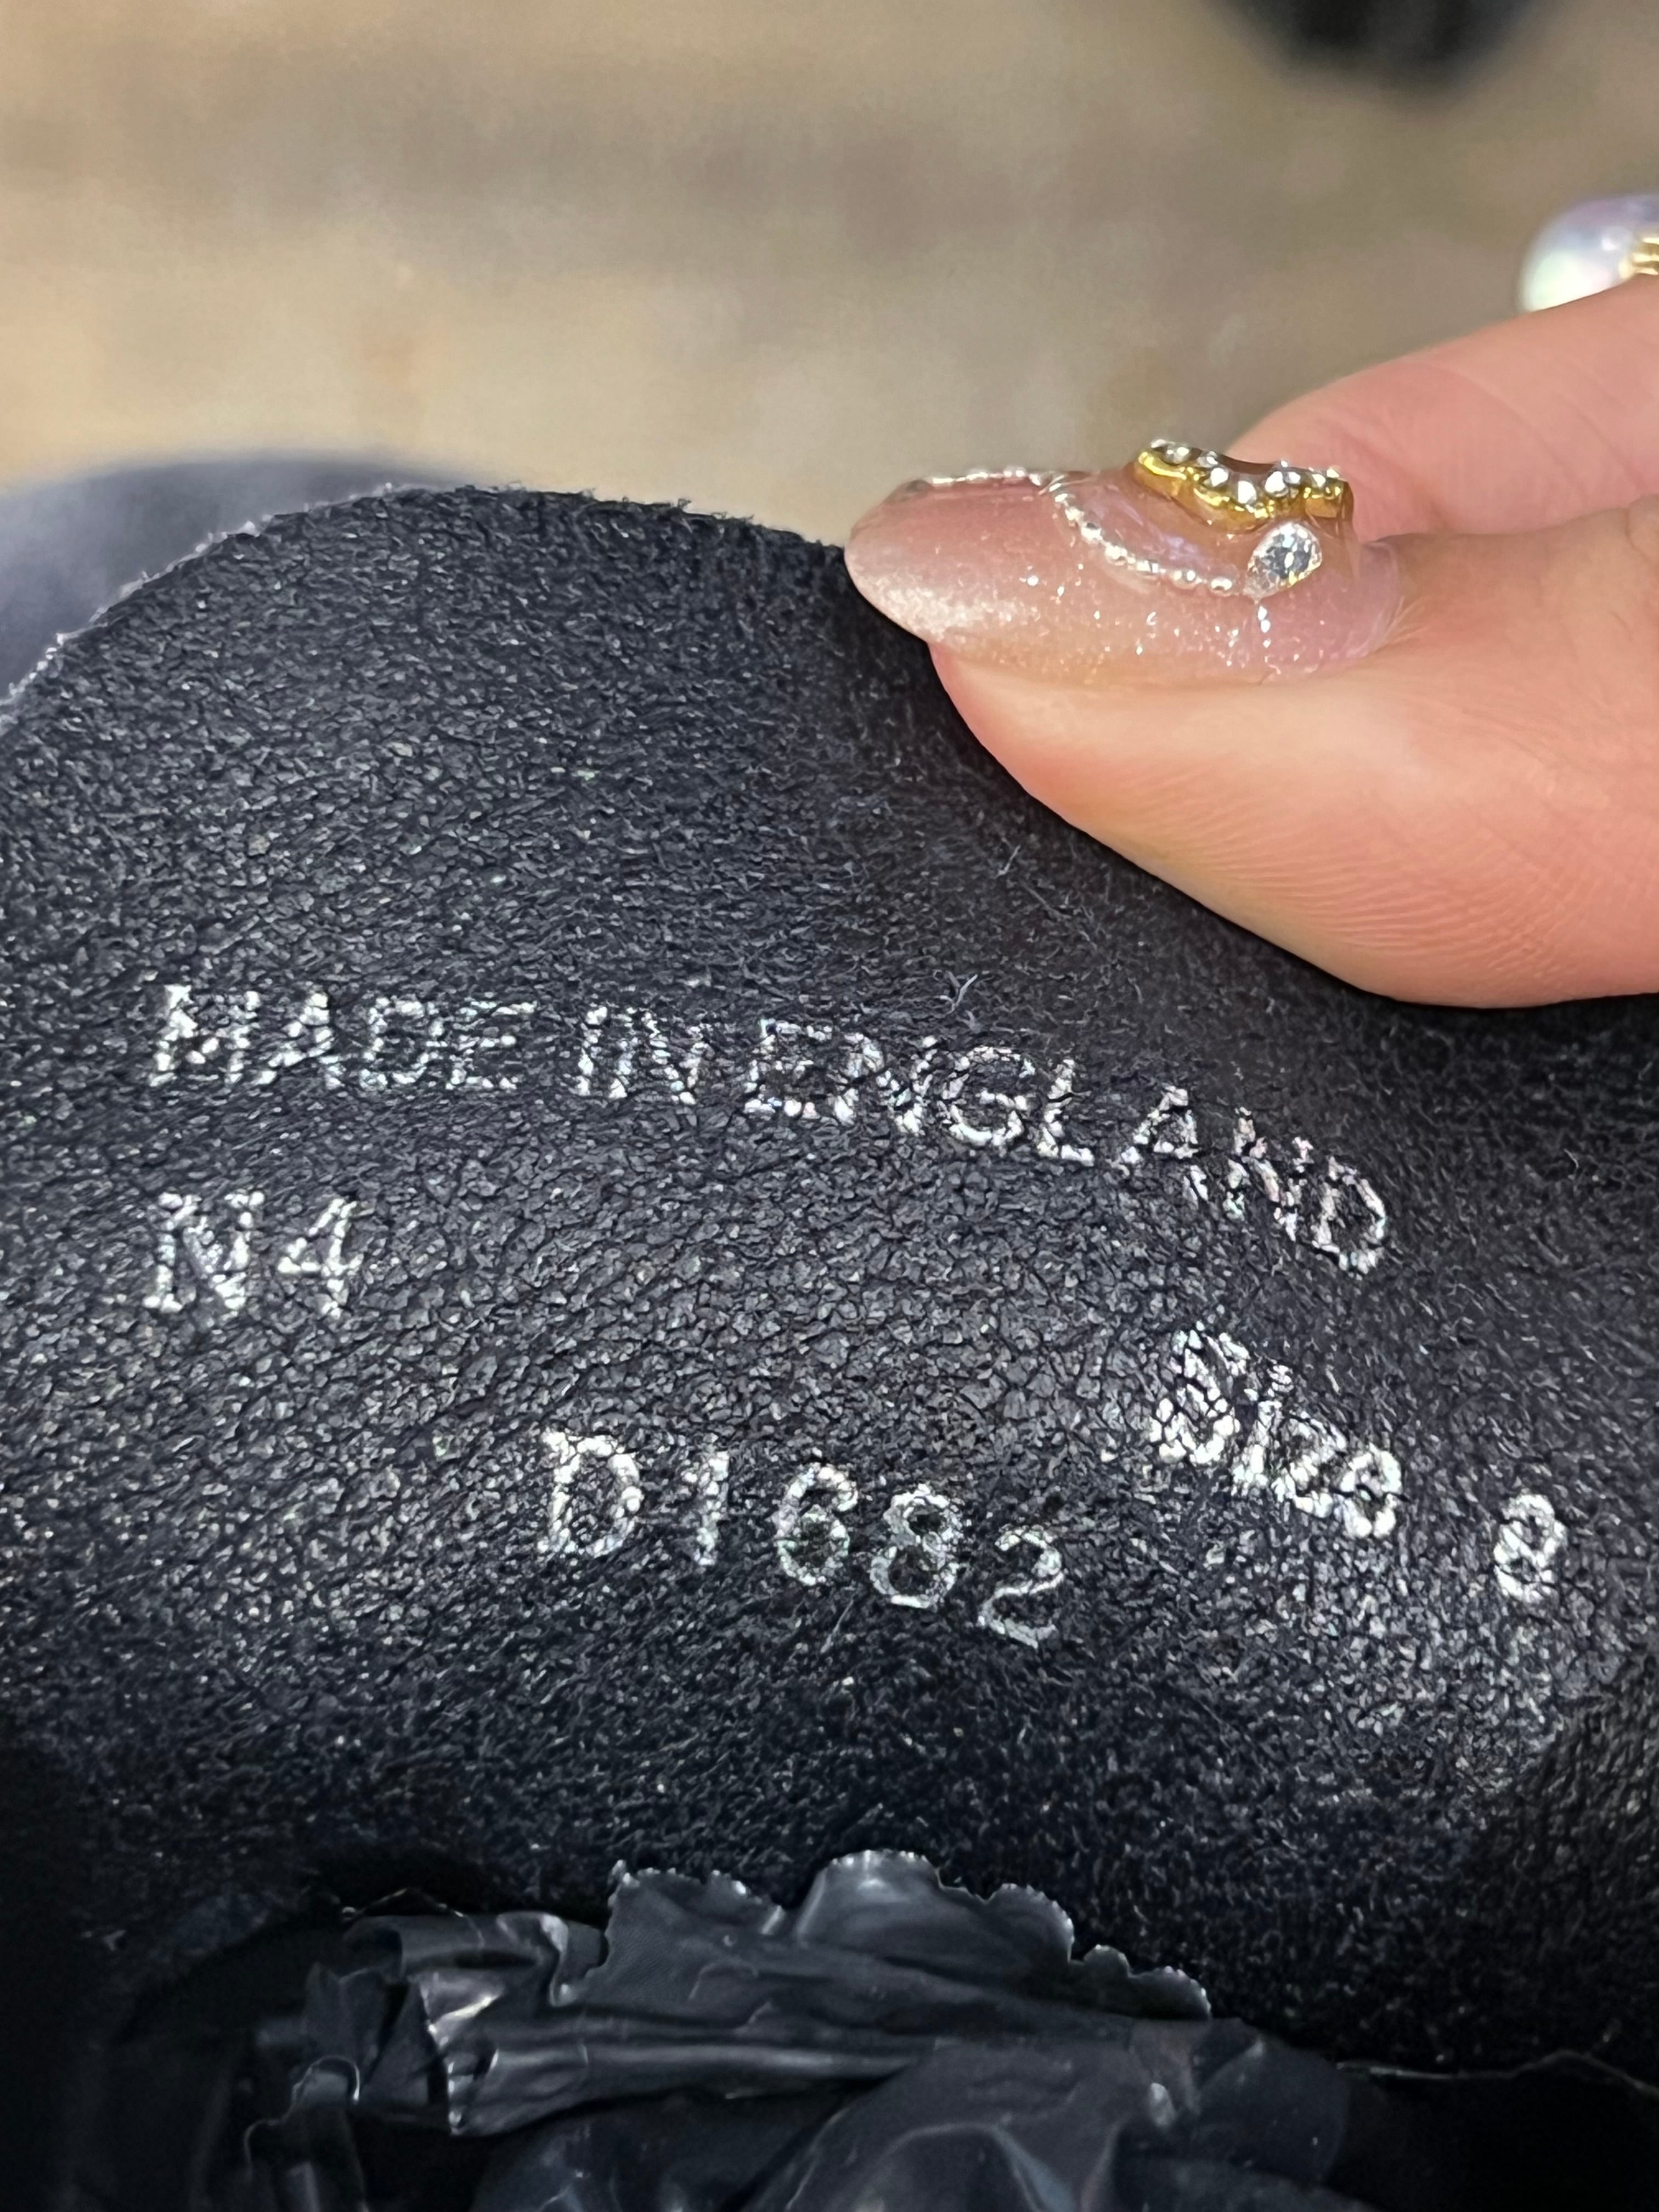 MADE IN ENGLAND
N4
D1682
Size 8